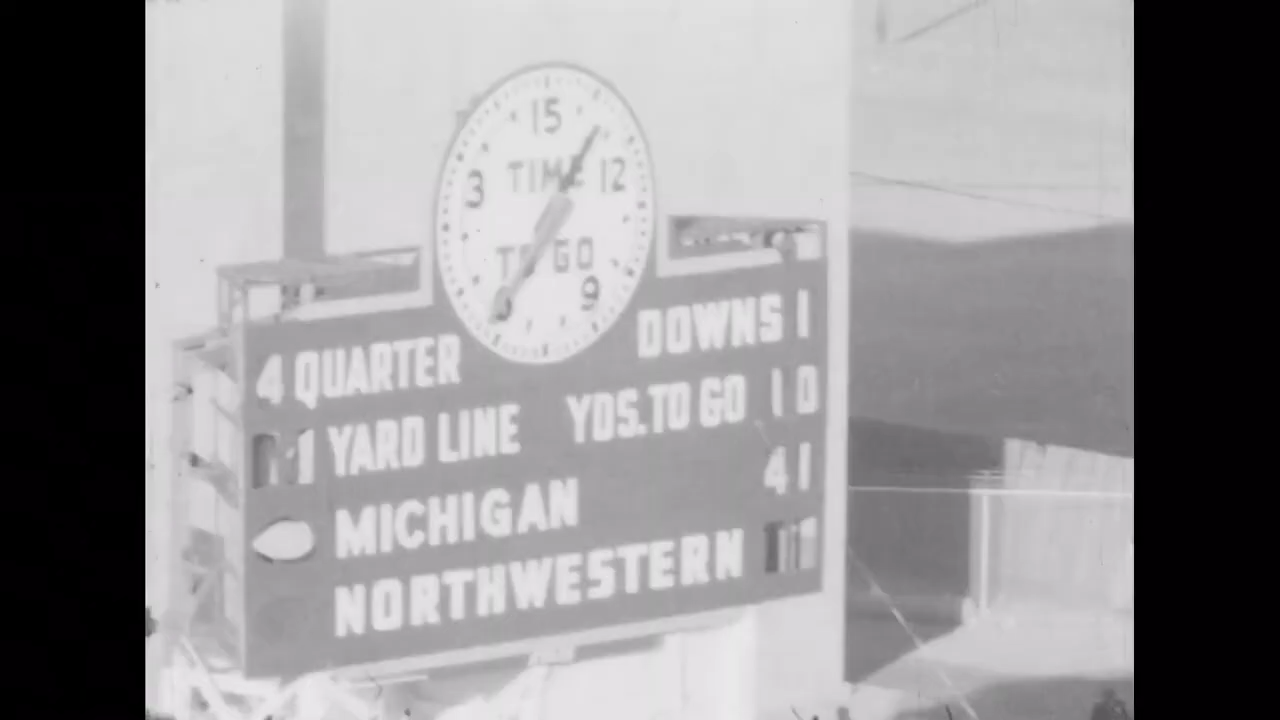 15
3 TIME 12
TO GO
9
4 QUARTER DOWNS 1
YARD LINE YDS. TO GO 10
MICHIGAN 41
NORTHWESTERN